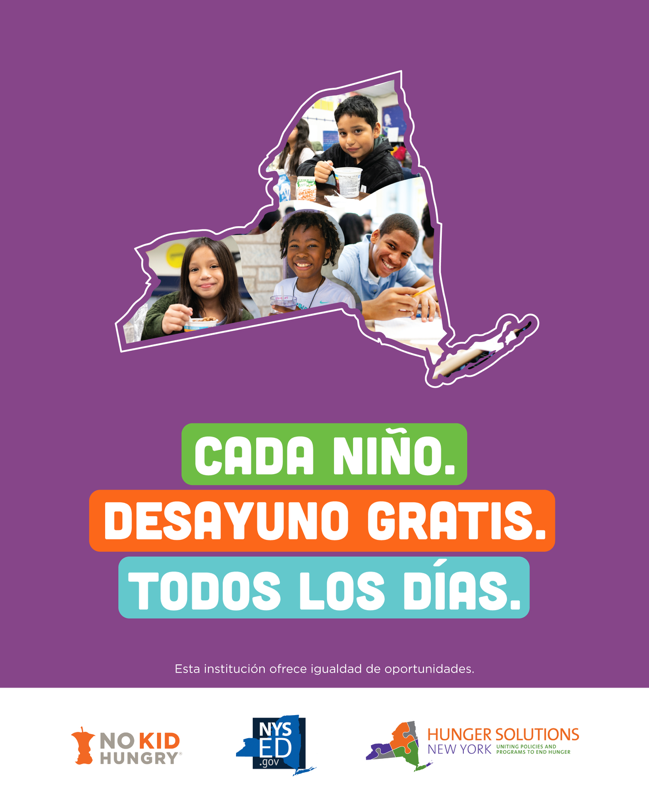 CADA NIÑO.
DESAYUNO GRATIS.
TODOS LOS DÍAS.
Esta institución ofrece igualdad de oportunidades.
NO KID
HUNGRY
NYS
ED
.gov
HUNGER SOLUTIONS
NEW YORK
UNITING POLICIES AND
PROGRAMS TO END HUNGER